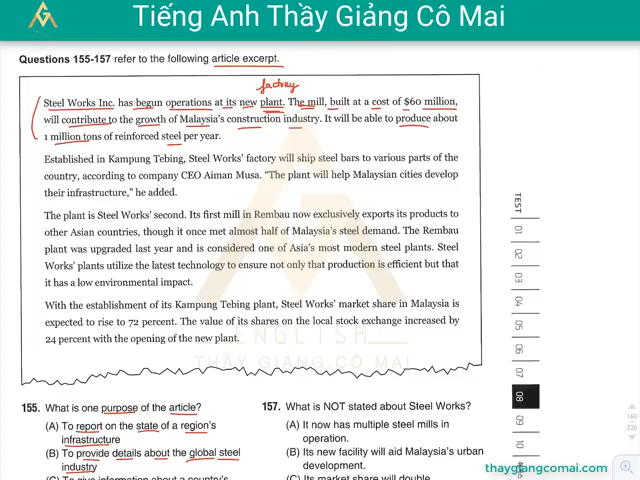 Tiếng Anh Thầy Giảng Cô Mai
Questions 155-157 refer to the following article excerpt.
factory
Steel Works Inc. has begun operations at its new plant. The mill, built at a cost of $60 million,
will contribute to the growth of Malaysia's construction industry. It will be able to produce about
1 million tons of reinforced steel per year.
Established in Kampung Tebing, Steel Works' factory will ship steel bars to various parts of the
country, according to company CEO Aiman Musa. "The plant will help Malaysian cities develop
their infrastructure," he added.
The plant is Steel Works' second. Its first mill in Rembau now exclusively exports its products to
other Asian countries, though it once met almost half of Malaysia's steel demand. The Rembau
plant was upgraded last year and is considered one of Asia's most modern steel plants. Steel
Works' plants utilize the latest technology to ensure not only that production is efficient but that
it has a low environmental impact.
With the establishment of its Kampung Tebing plant, Steel Works' market share in Malaysia is
expected to rise to 72 percent. The value of its shares on the local stock exchange increased by
24 percent with the opening of the new plant.
ENGLISH
THẦY GIẢNG CÔ MAI
155. What is one purpose of the article?
(A) To report on the state of a region's
infrastructure
(B) To provide details about the global steel
industry
(C) To give information about a country's
157. What is NOT stated about Steel Works?
(A) It now has multiple steel mills in
operation.
(B) Its new facility will aid Malaysia's urban
development.
(C) Its market share will double
TEST
01
02
03
04
05
06
07
08
09
10
160
220
thaygiangcomai.com